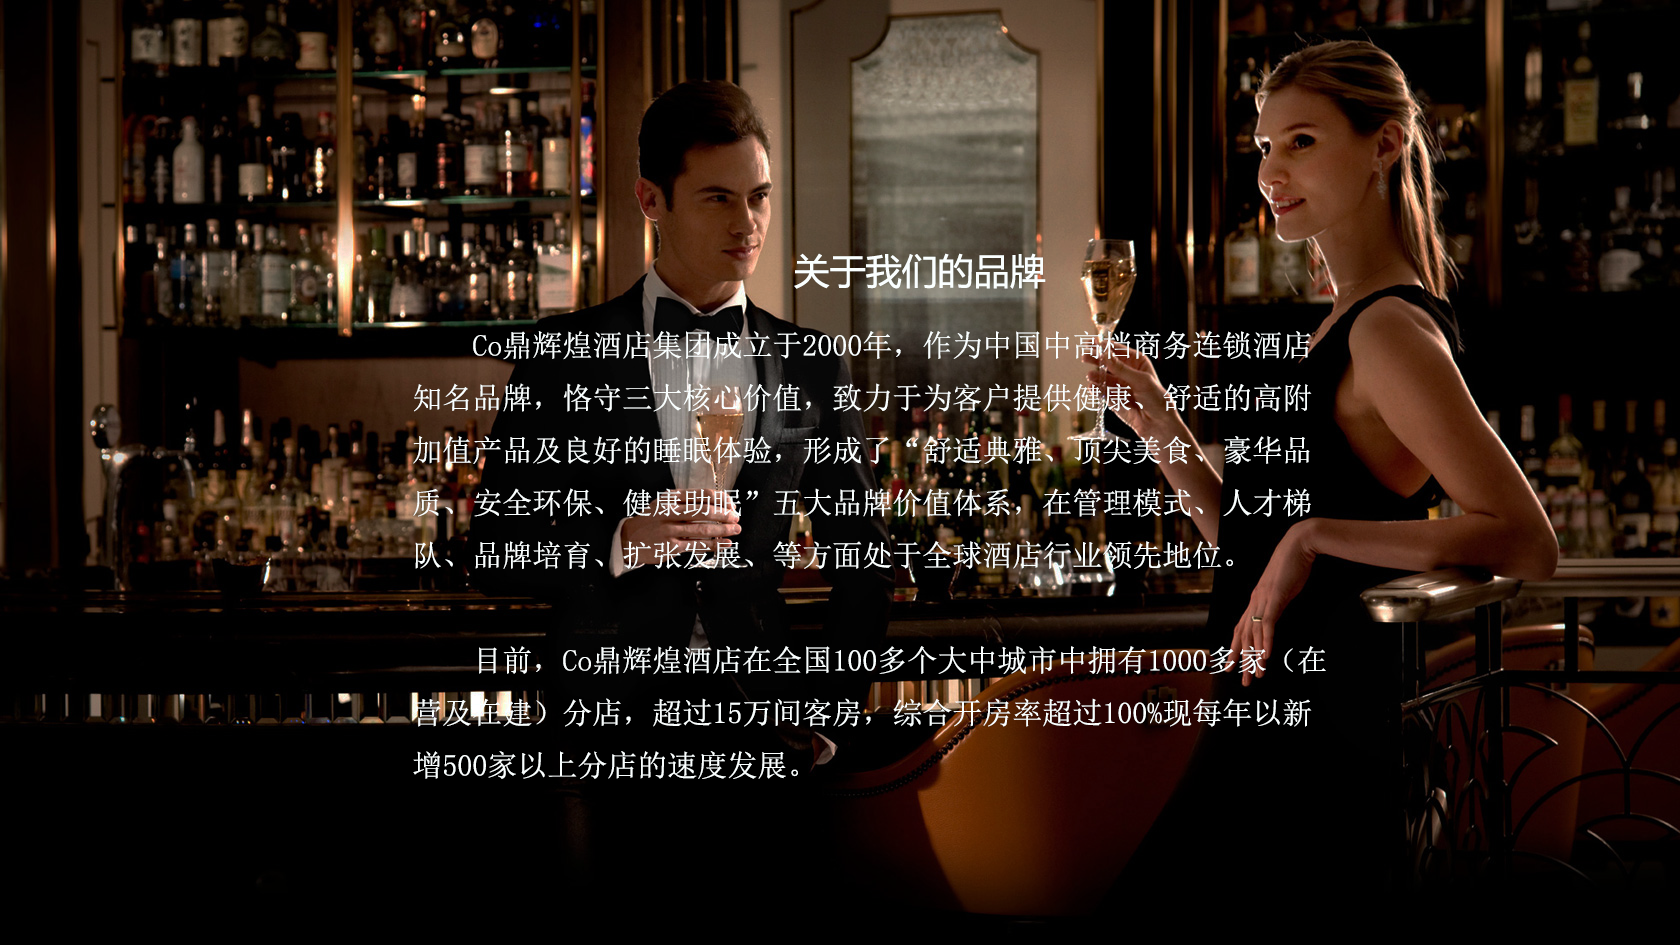 关于我们的品牌
Co鼎辉煌酒店集团成立于2000年，作为中国中高档商务连锁酒店
知名品牌，恪守三大核心价值，致力于为客户提供健康、舒适的高附
加值产品及良好的睡眠体验，形成了“舒适典雅、顶尖美食、豪华品
质、安全环保、健康助眠”五大品牌价值体系，在管理模式、人才梯
队、品牌培育、扩张发展、等方面处于全球酒店行业领先地位。
目前，Co鼎辉煌酒店在全国100多个大中城市中拥有1000多家（在
营及在建）分店，超过15万间客房，综合开房率超过100%现每年以新
增500家以上分店的速度发展。